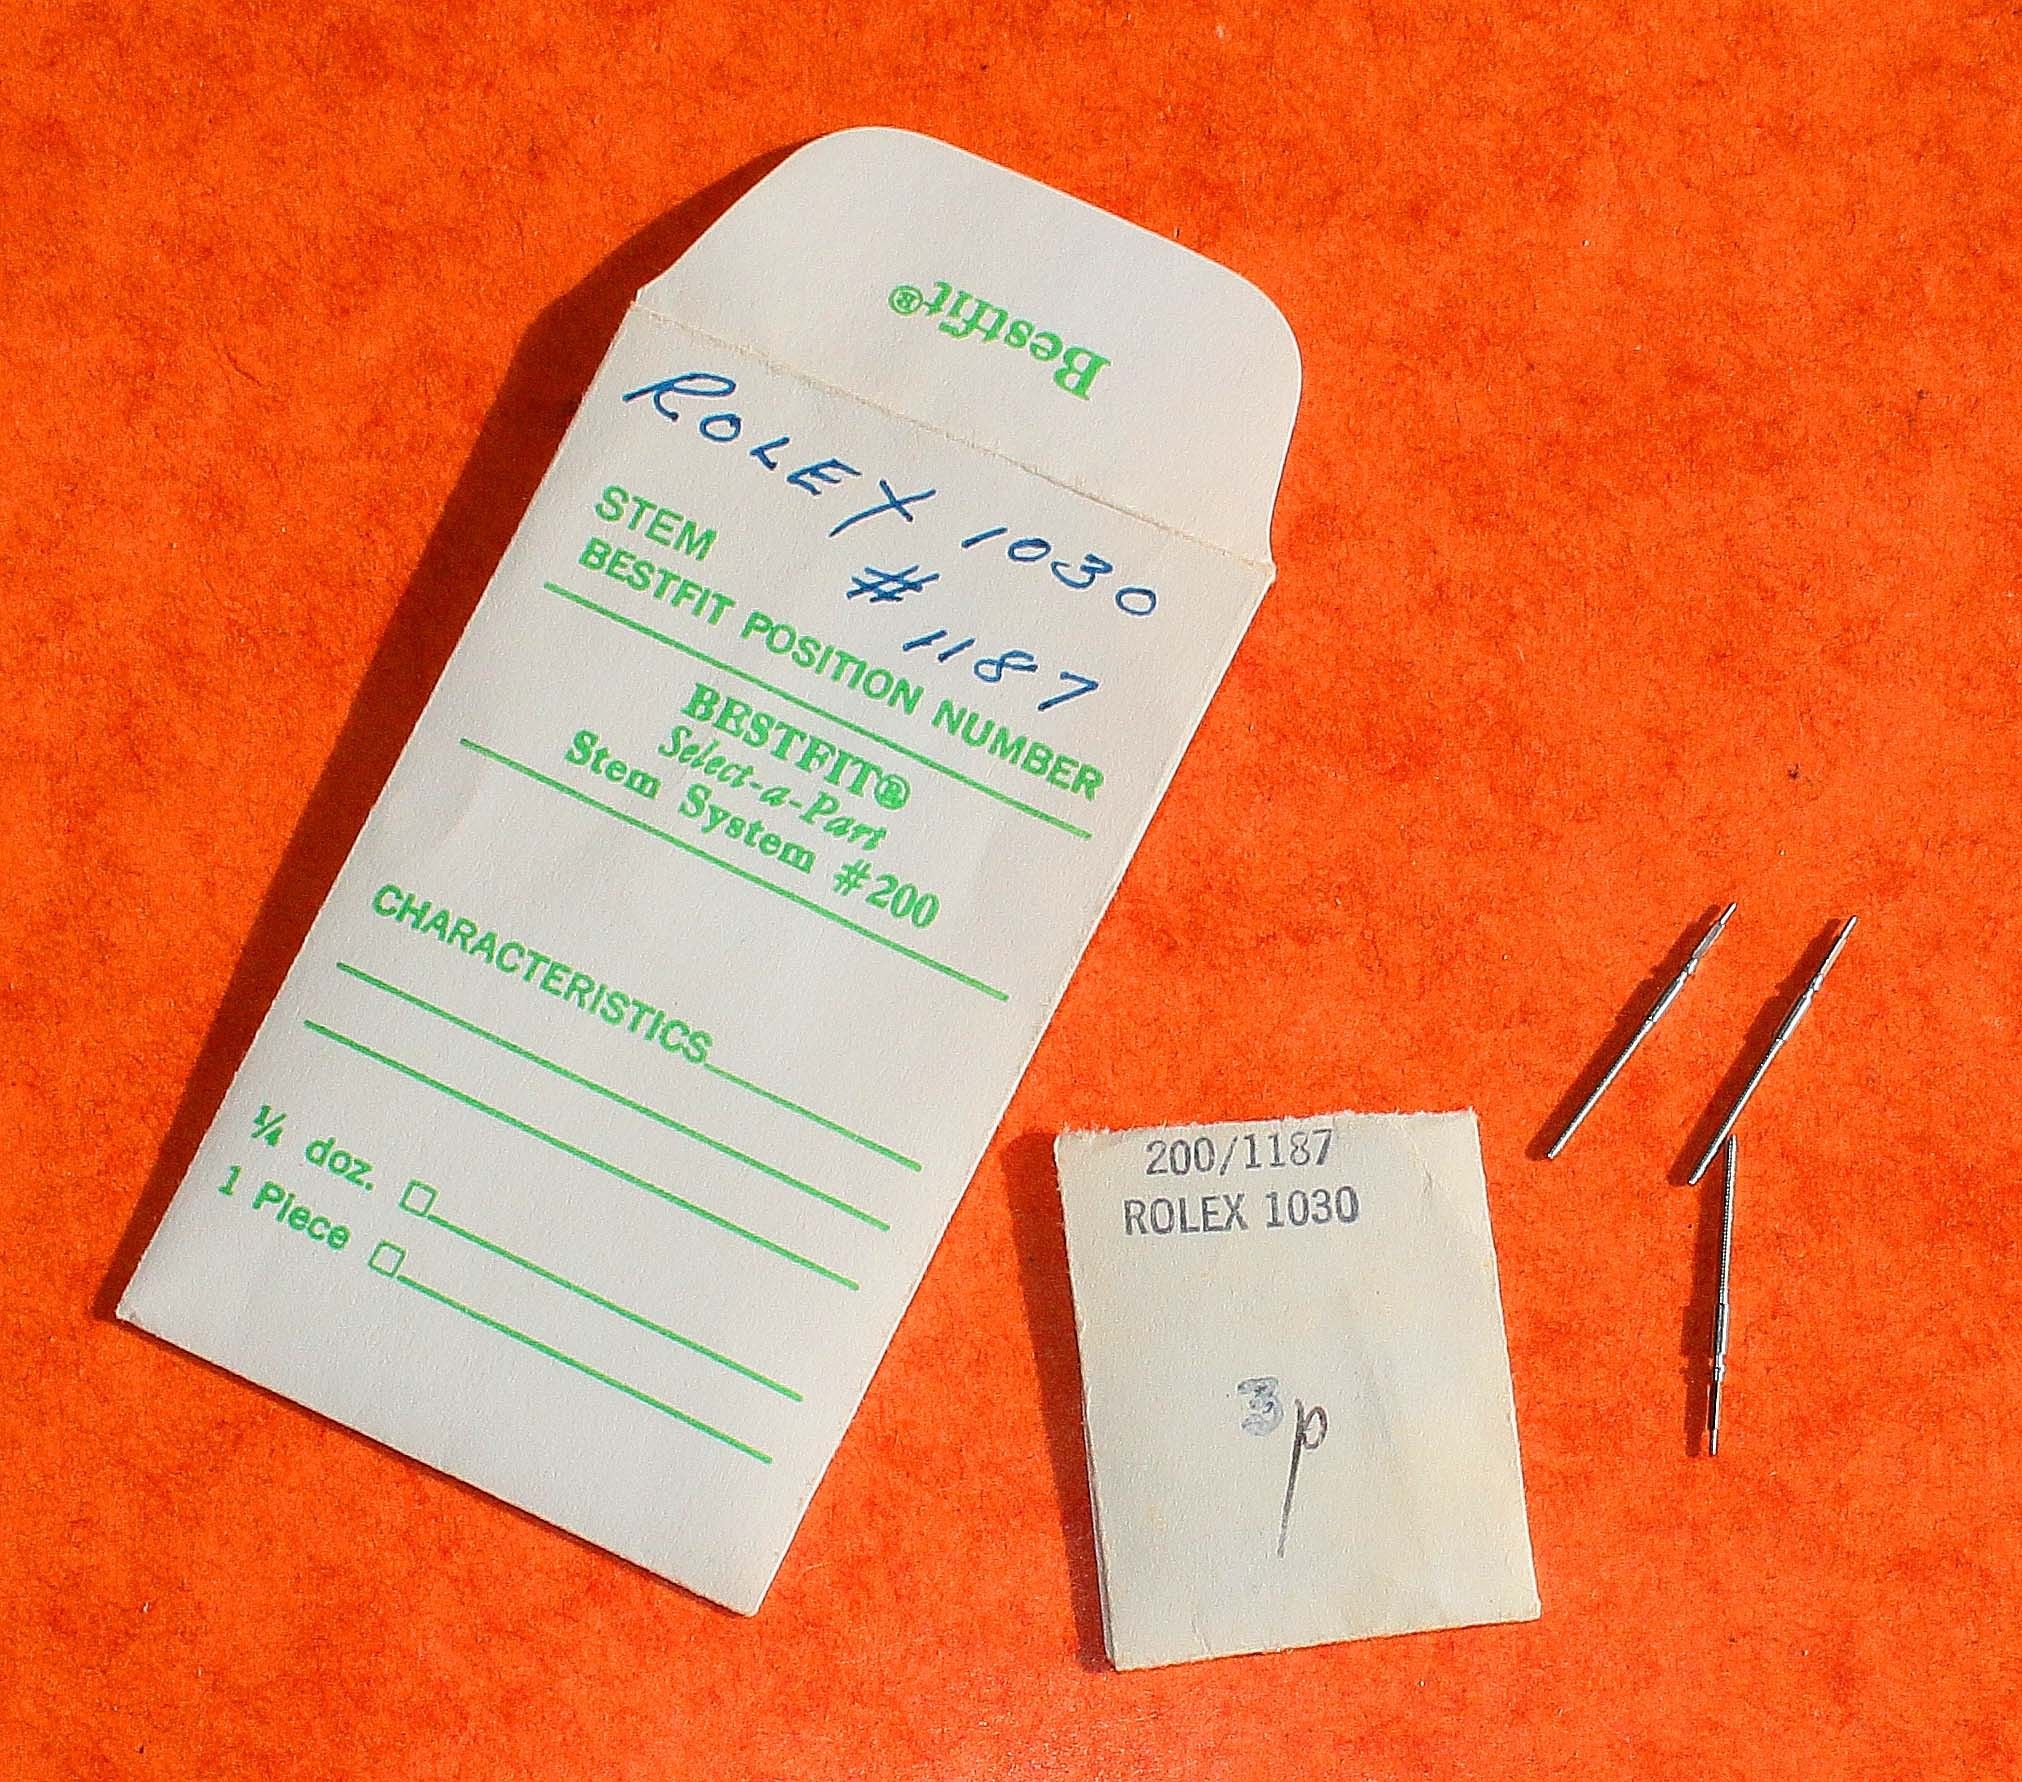 Bestfit®
ROLEX 1030
# 1187
STEM
BESTFIT POSITION NUMBER
BESTFIT®
Select-a-Part
Stem System #200
CHARACTERISTICS
1/4 doz.
1 Piece
200/1187
ROLEX 1030
3p